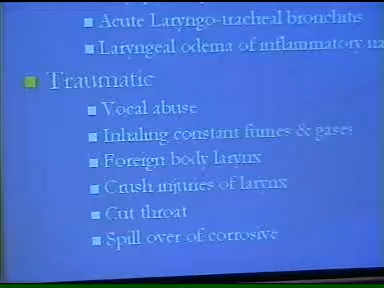 Acute Laryngo-tracheal bronchitis
Laryngeal odema of inflammatory
Traumatic
Vocal abuse
Inhaling constant fumes & gases
Foreign body larynx
Crush injuries of larynx
Cut throat
Spill over of corrosive